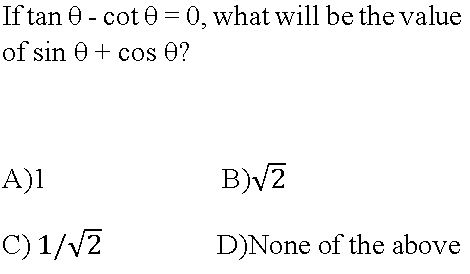 If tan θ - cot θ = 0, what will be the value
of sin θ + cos θ?
A)1 B)√2
C) 1/√2 D)None of the above